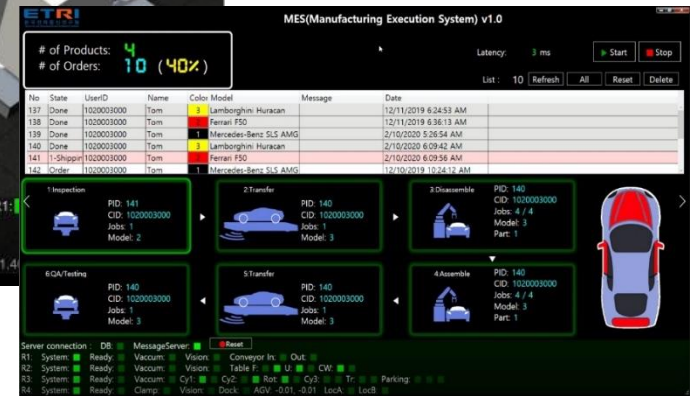 ETRI
MES(Manufacturing Execution System) v1.0
# of Products: 4
# of Orders: 10 (40%)
Latency: 3 ms Start Stop
List : 10 Refresh All Reset Delete
No State UserID Name Color Model Message Date
137 Done 1020003000 Tom 3 Lamborghini Huracan 12/11/2019 6:24:53 AM
138 Done 1020003000 Tom Ferrari F50 12/11/2019 6:36:13 AM
139 Done 1020003000 Tom 1 Mercedes-Benz SLS AMG 2/10/2020 5:26:54 AM
140 Done 1020003000 Tom 3 Lamborghini Huracan 2/10/2020 6:09:42 AM
141 1-Shippin 1020003000 Tom Ferrari F50 2/10/2020 6:09:56 AM
142 Order 1020003000 Tom 1 Mercedes-Benz SLS AMG 12/10/2019 10:24:12 AM
1:Inspection
PID: 141
CID: 1020003000
Jobs: 1
Model: 2
2:Transfer
PID: 140
CID: 1020003000
Jobs: 1
Model: 3
3:Disassemble
PID: 140
CID: 1020003000
Jobs: 4 / 4
Model: 3
Part: 1
6:QA/Testing
PID: 140
CID: 1020003000
Jobs: 1
Model: 3
5:Transfer
PID: 140
CID: 1020003000
Jobs: 1
Model: 3
4:Assemble
PID: 140
CID: 1020003000
Jobs: 4 / 4
Model: 3
Part: 1
Server connection : DB: MessageServer: Reset
R1: System: Ready: Vaccum: Vision: Conveyor In: Out:
R2: System: Ready: Vaccum: Vision: Table F: U: CW:
R3: System: Ready: Vaccum: Cy1: Cy2: Rot: Cy3: Tr: Parking:
R4: System: Ready: Clamp: Vision: Dock: AGV: -0.01, -0.01 LocA: LocB